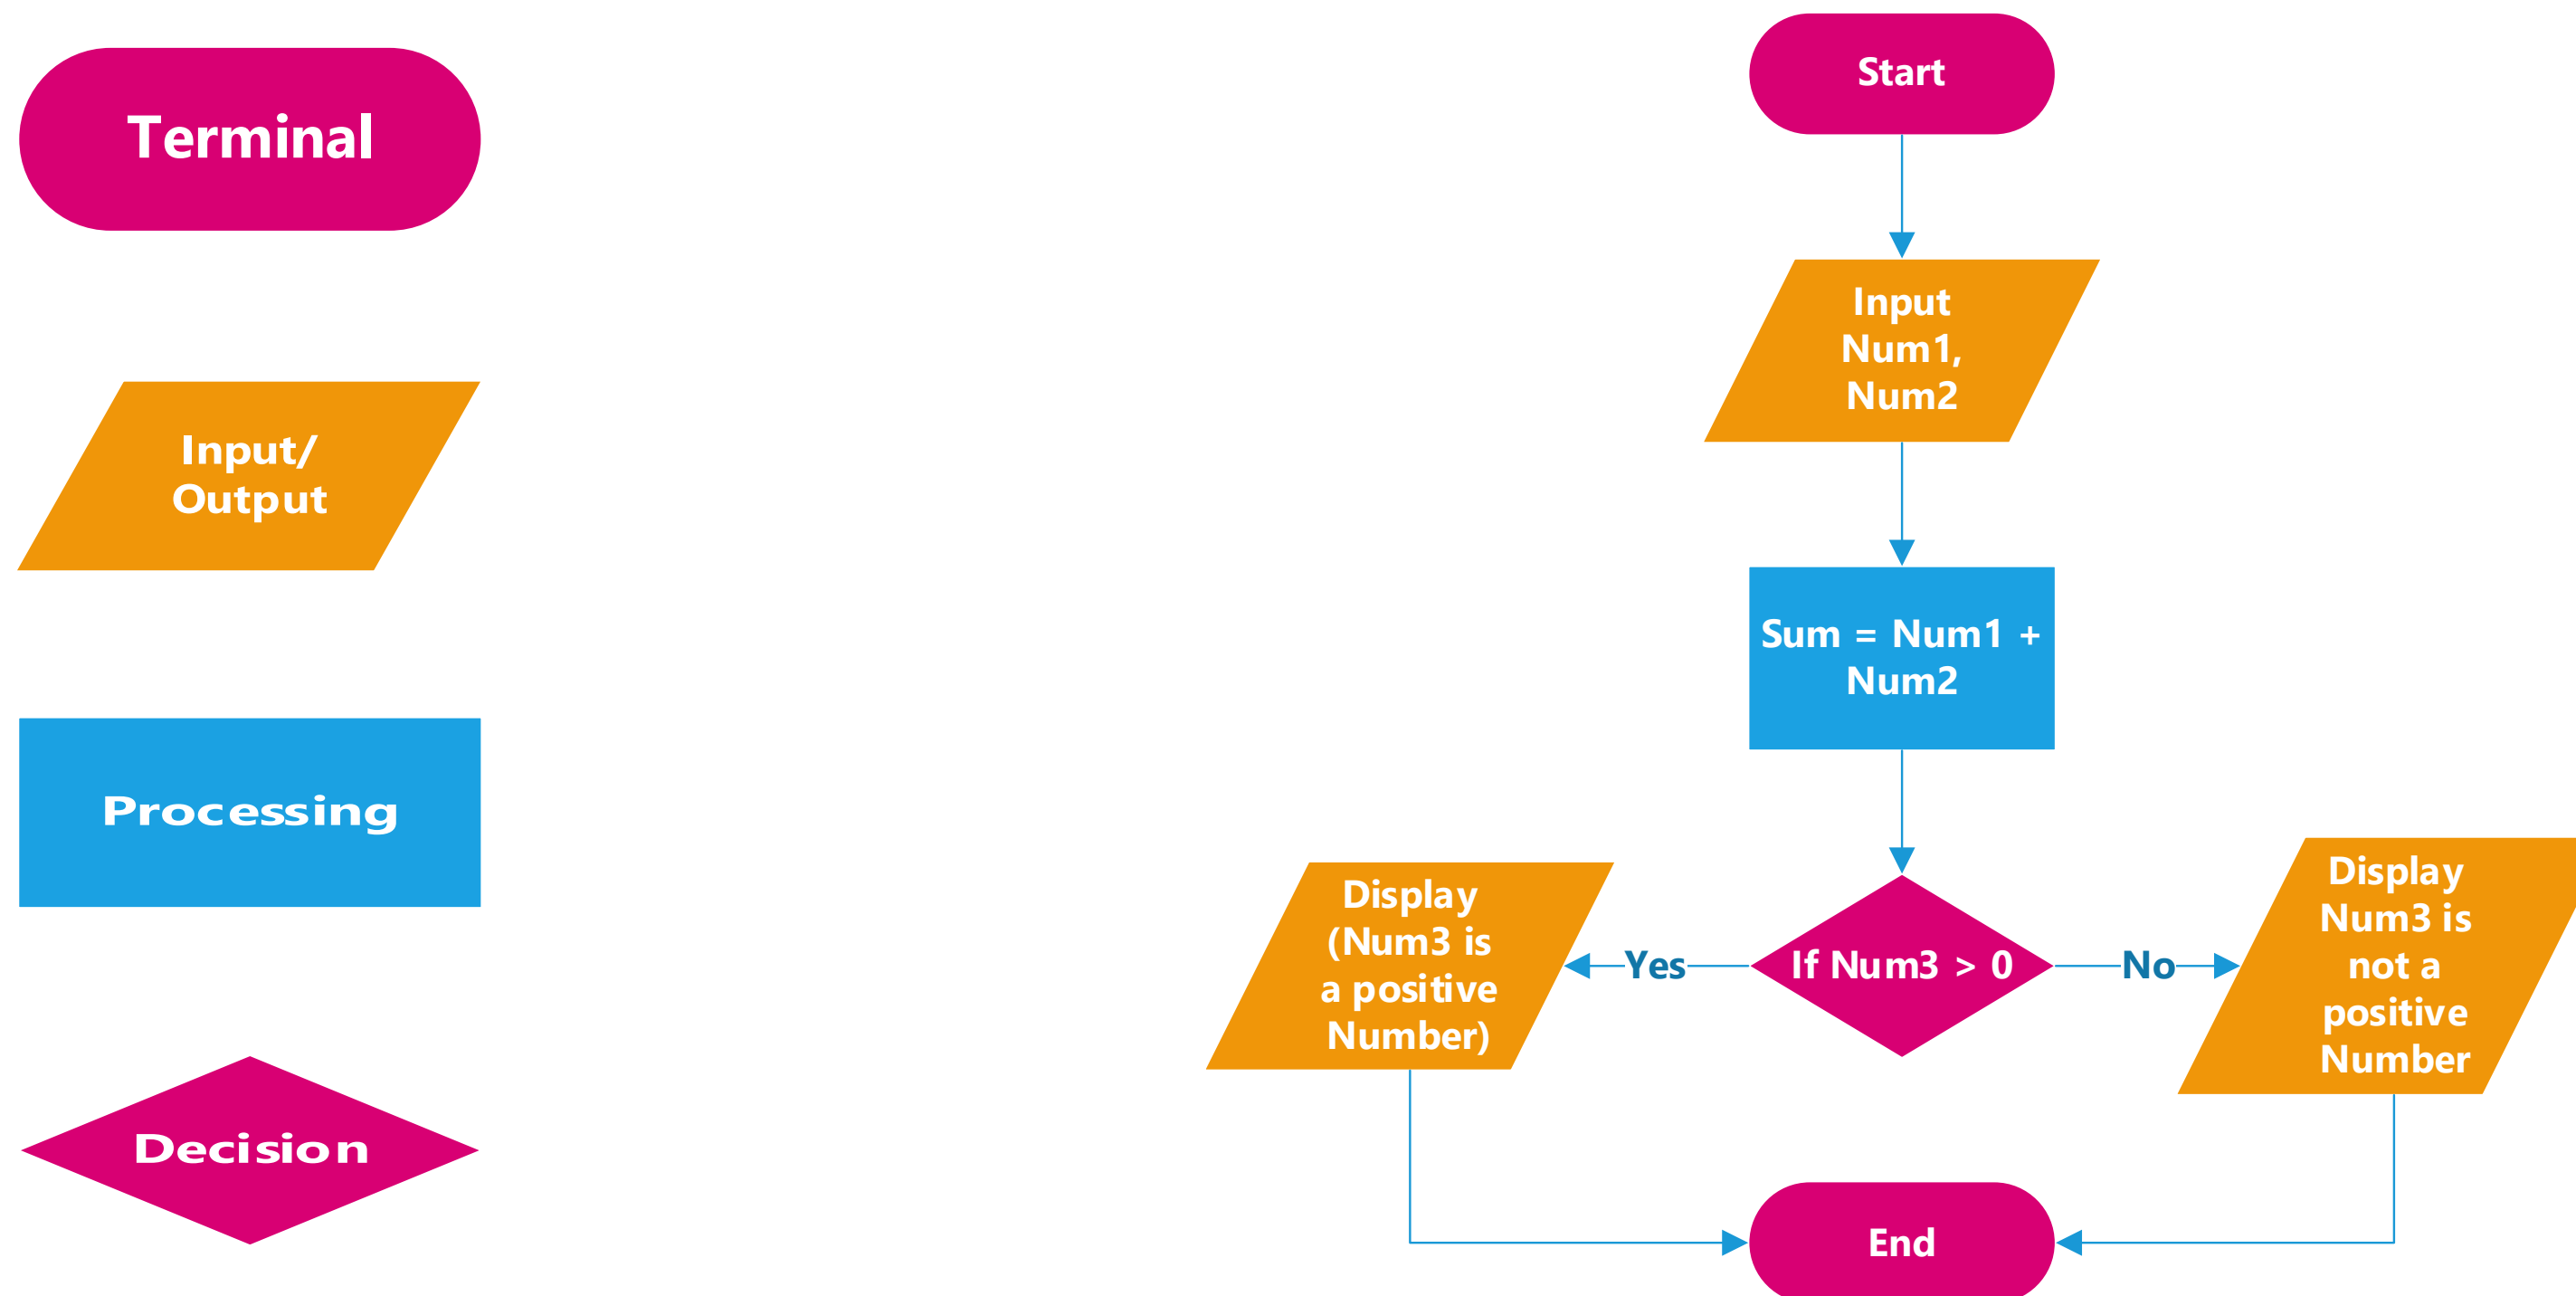 Terminal
Input/
Output
Processing
Decision
Start
Input
Num1,
Num2
Sum = Num1 +
Num2
If Num3 > 0
Yes
No
Display
(Num3 is
a positive
Number)
Display
Num3 is
not a
positive
Number
End